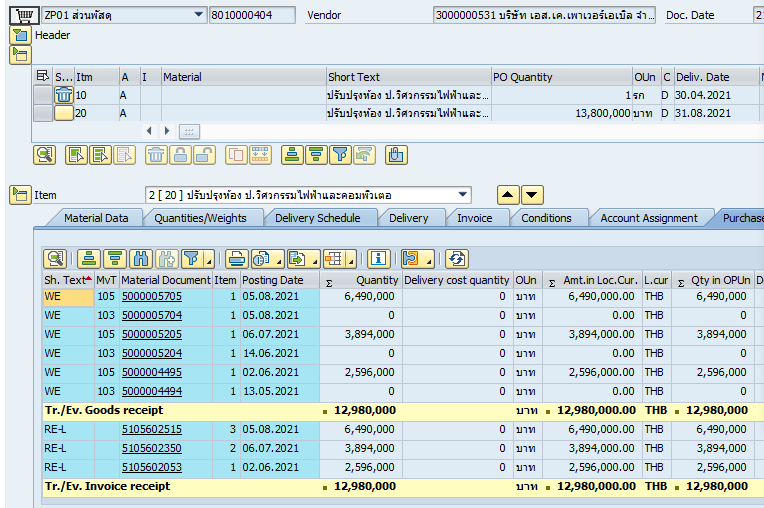 ZP01 ส่วนพัสดุ 8010000404 Vendor 3000000531 บริษัท เอส.เค.เพาเวอร์เอเบิล จำ... Doc. Date 2
Header
S... Itm A I Material Short Text PO Quantity OUn C Deliv. Date
10 A ปรับปรุงห้อง ป.วิศวกรรมไฟฟ้าและ... 1 รก D 30.04.2021
20 A ปรับปรุงห้อง ป.วิศวกรรมไฟฟ้าและ... 13,800,000 บาท D 31.08.2021
Item 2 [ 20 ] ปรับปรุงห้อง ป.วิศวกรรมไฟฟ้าและคอมพิวเตอ
Material Data Quantities/Weights Delivery Schedule Delivery Invoice Conditions Account Assignment Purchase
Sh. Text MvT Material Document Item Posting Date Σ Quantity Delivery cost quantity OUn Σ Amt.in Loc.Cur. L.cur Σ Qty in OPUn D
WE 105 5000005705 1 05.08.2021 6,490,000 0 บาท 6,490,000.00 THB 6,490,000
WE 103 5000005704 1 05.08.2021 0 0 บาท 0.00 THB 0
WE 105 5000005205 1 06.07.2021 3,894,000 0 บาท 3,894,000.00 THB 3,894,000
WE 103 5000005204 1 14.06.2021 0 0 บาท 0.00 THB 0
WE 105 5000004495 1 02.06.2021 2,596,000 0 บาท 2,596,000.00 THB 2,596,000
WE 103 5000004494 1 13.05.2021 0 0 บาท 0.00 THB 0
Tr./Ev. Goods receipt 12,980,000 บาท 12,980,000.00 THB 12,980,000
RE-L 5105602515 3 05.08.2021 6,490,000 0 บาท 6,490,000.00 THB 6,490,000
RE-L 5105602350 2 06.07.2021 3,894,000 0 บาท 3,894,000.00 THB 3,894,000
RE-L 5105602053 1 02.06.2021 2,596,000 0 บาท 2,596,000.00 THB 2,596,000
Tr./Ev. Invoice receipt 12,980,000 บาท 12,980,000.00 THB 12,980,000